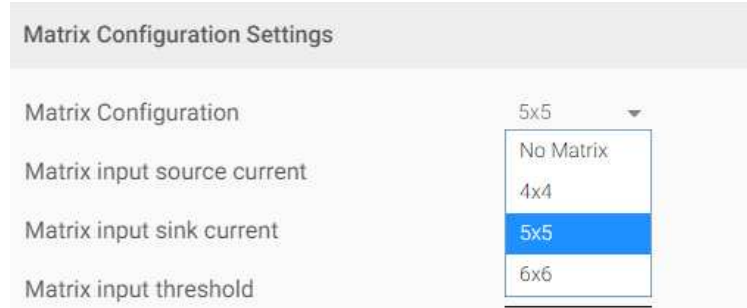 Matrix Configuration Settings
Matrix Configuration 5x5
No Matrix
Matrix input source current
4x4
Matrix input sink current 5x5
6x6
Matrix input threshold